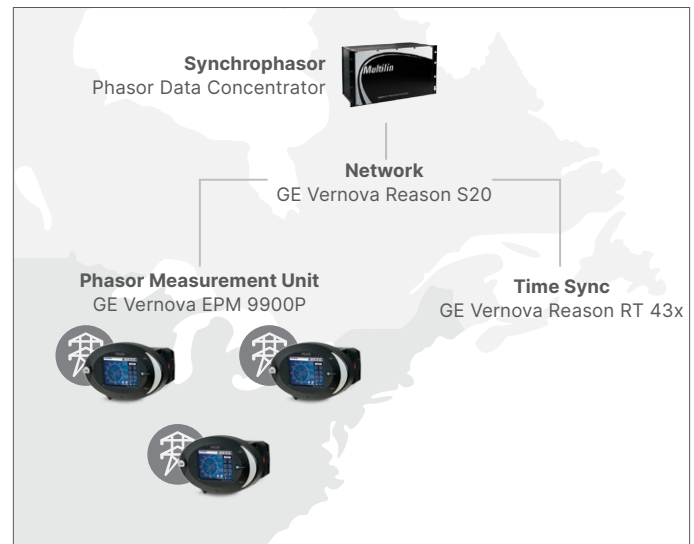 Synchrophasor
Phasor Data Concentrator
Multilin
Network
GE Vernova Reason S20
Phasor Measurement Unit
GE Vernova EPM 9900P
Time Sync
GE Vernova Reason RT 43x